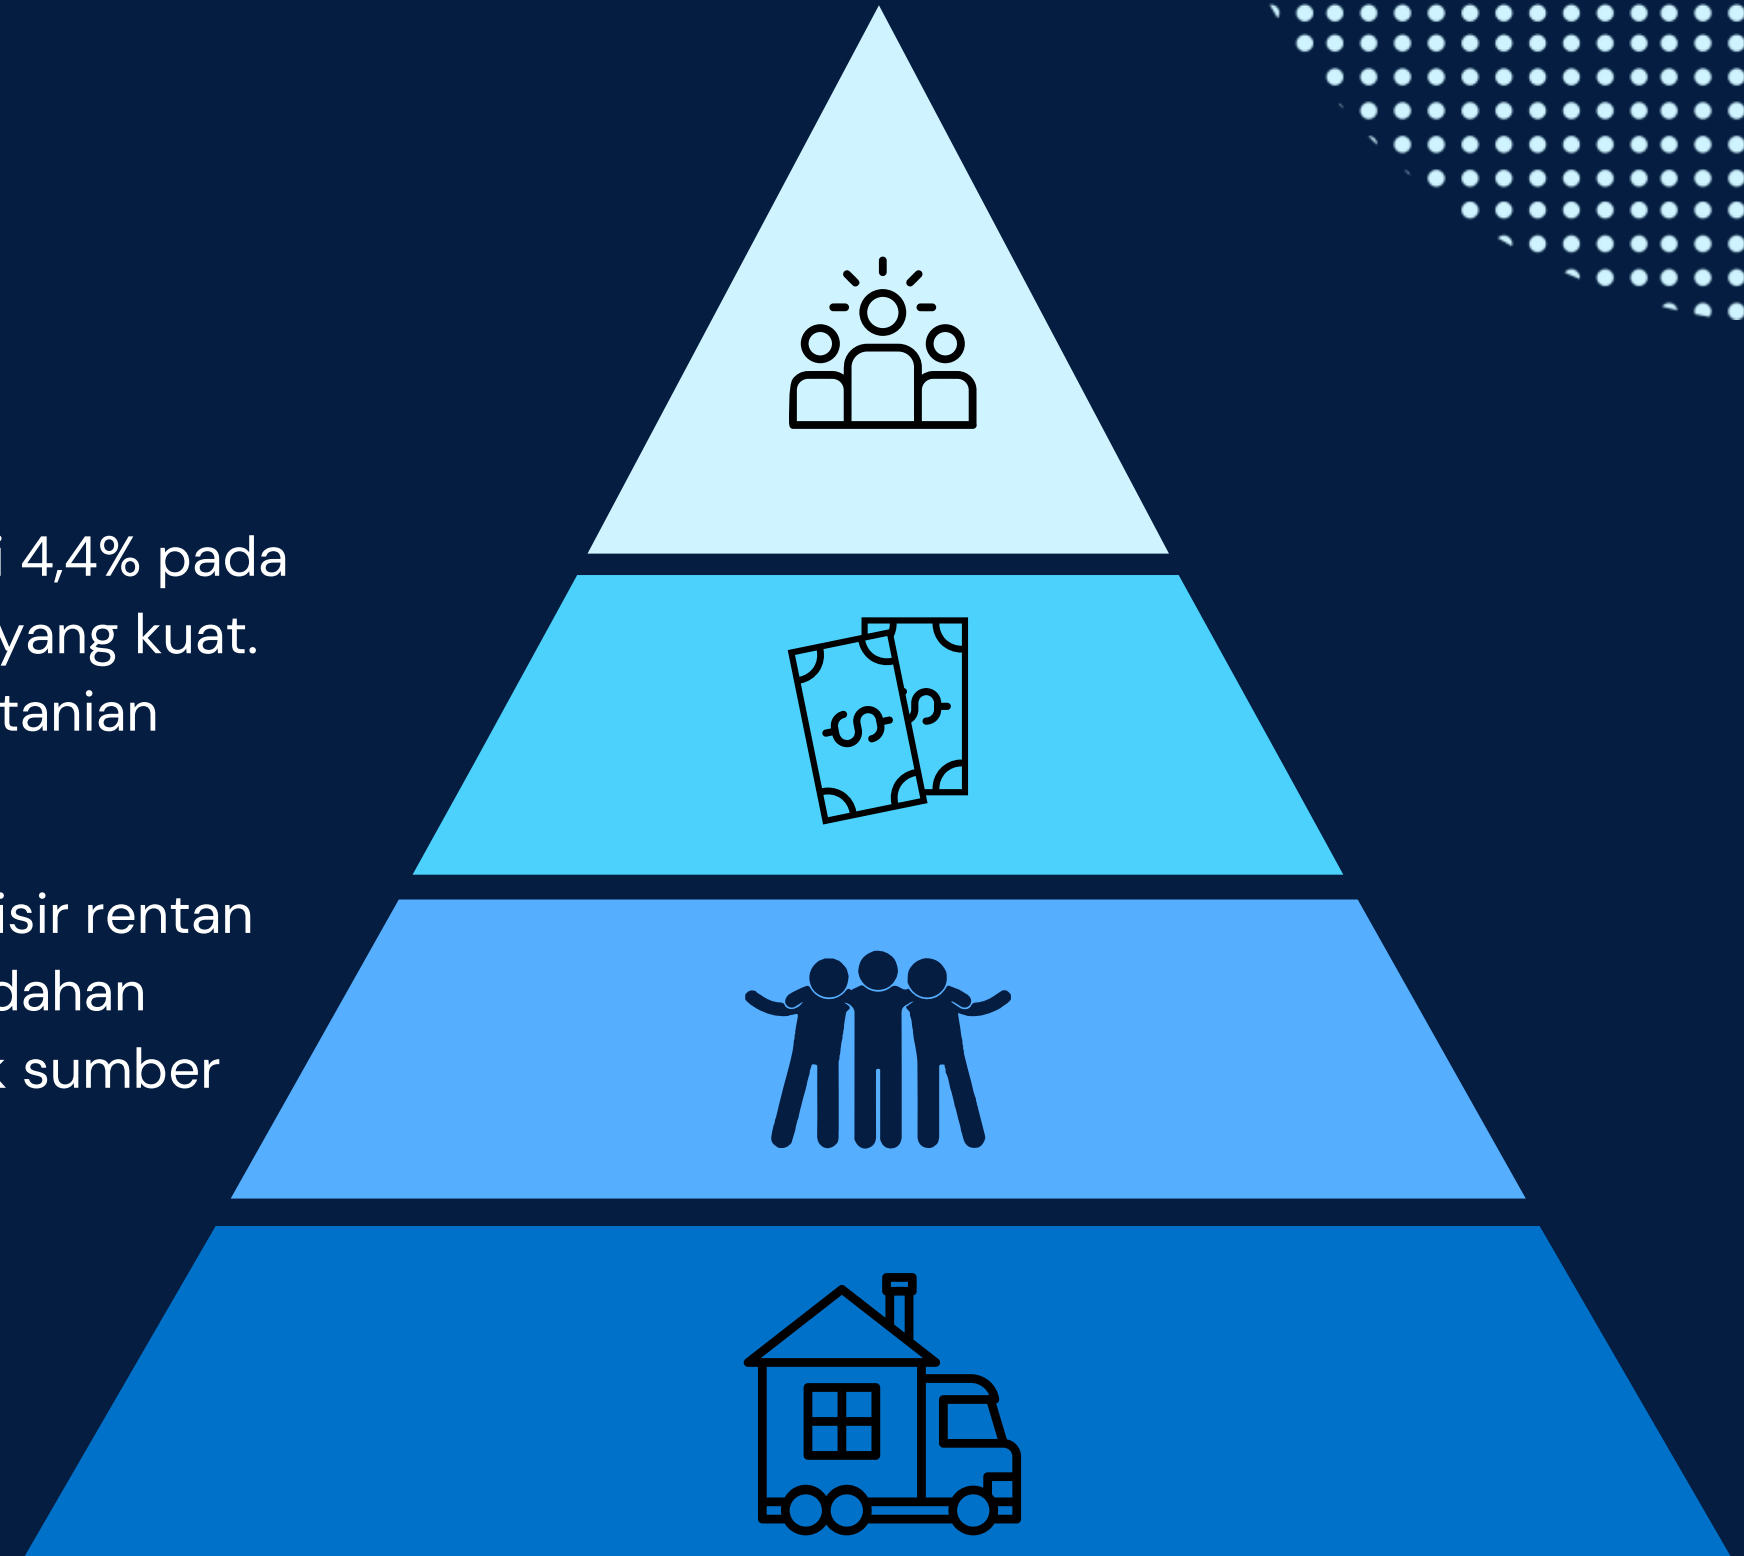 4,4% pada
yang kuat.
tanian
isir rentan
dahan
sumber